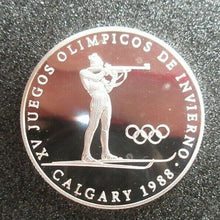 XV JUEGOS OLIMPICOS DE INVIERNO ·
CALGARY 1988 ·